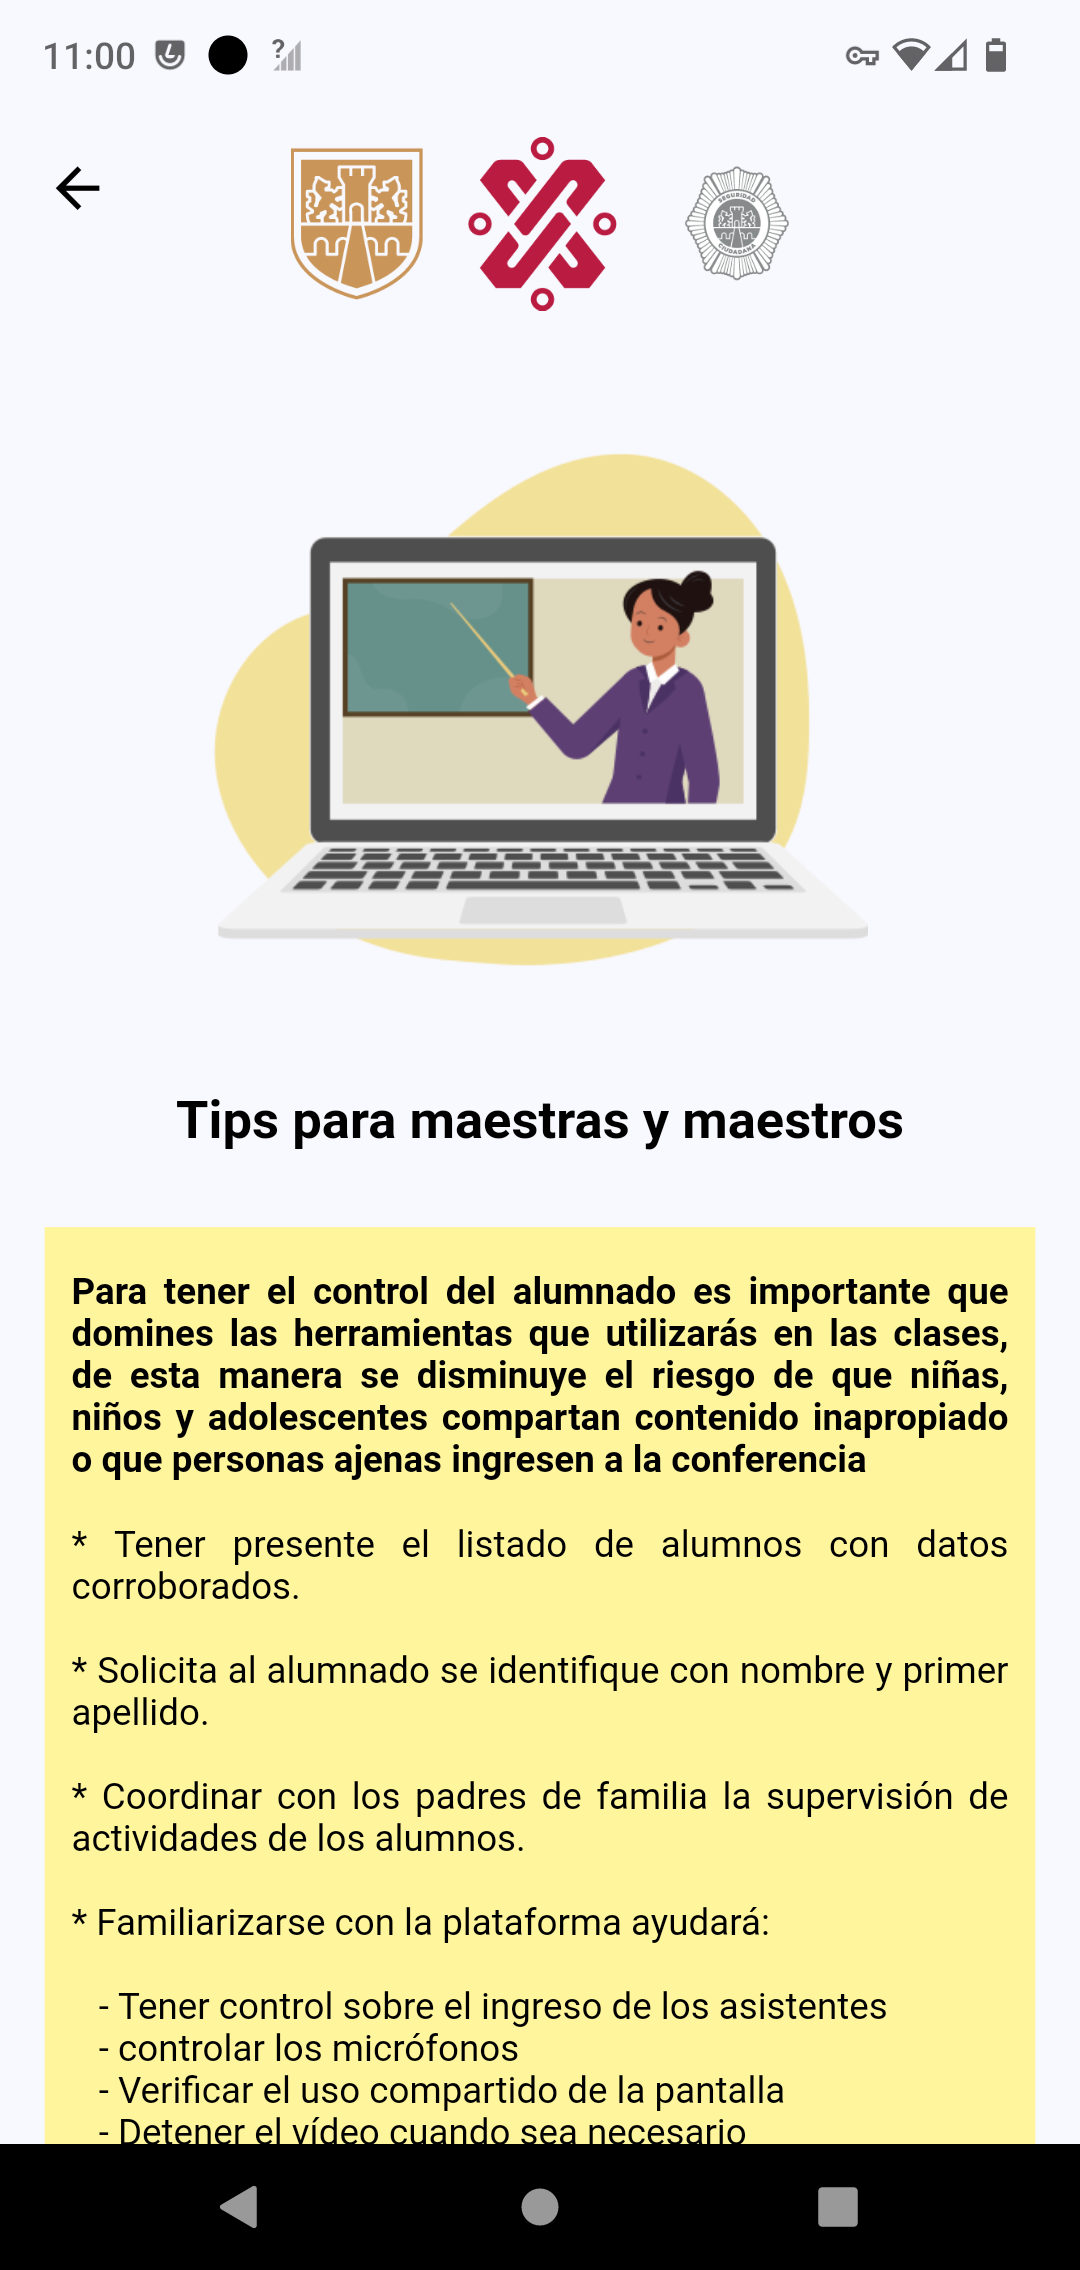 11:00
SEGURIDAD
CIUDADANA
Tips para maestras y maestros
Para tener el control del alumnado es importante que
domines las herramientas que utilizarás en las clases,
de esta manera se disminuye el riesgo de que niñas,
niños y adolescentes compartan contenido inapropiado
o que personas ajenas ingresen a la conferencia
* Tener presente el listado de alumnos con datos
corroborados.
* Solicita al alumnado se identifique con nombre y primer
apellido.
* Coordinar con los padres de familia la supervisión de
actividades de los alumnos.
* Familiarizarse con la plataforma ayudará:
- Tener control sobre el ingreso de los asistentes
- controlar los micrófonos
- Verificar el uso compartido de la pantalla
- Detener el vídeo cuando sea necesario